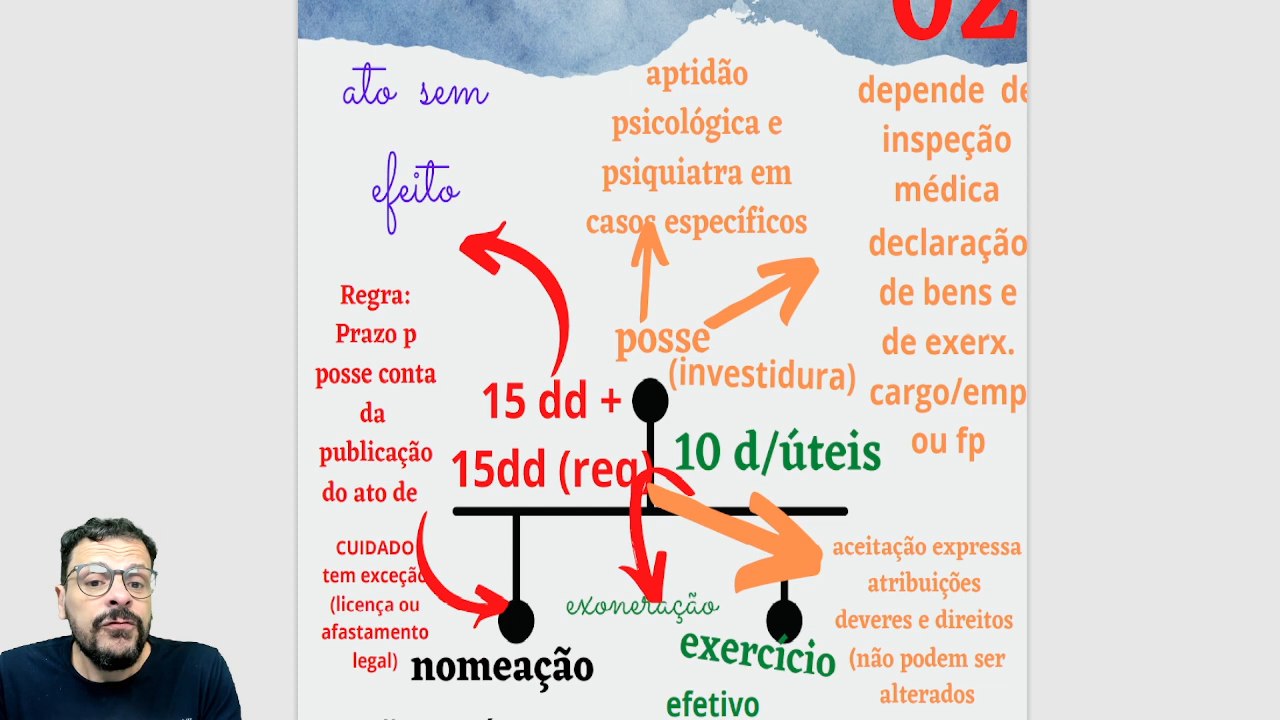 02
ato sem
efeito
aptidão
psicológica e
psiquiatra em
casos específicos
depende de
inspeção
médica
declaração
de bens e
de exerx.
cargo/emp
ou fp
Regra:
Prazo p
posse conta
da
publicação
do ato de
posse
(investidura)
15 dd +
15dd (req)
10 d/úteis
CUIDADO
tem exceção
(licença ou
afastamento
legal)
nomeação
exoneração
exercício
efetivo
aceitação expressa
atribuições
deveres e direitos
(não podem ser
alterados